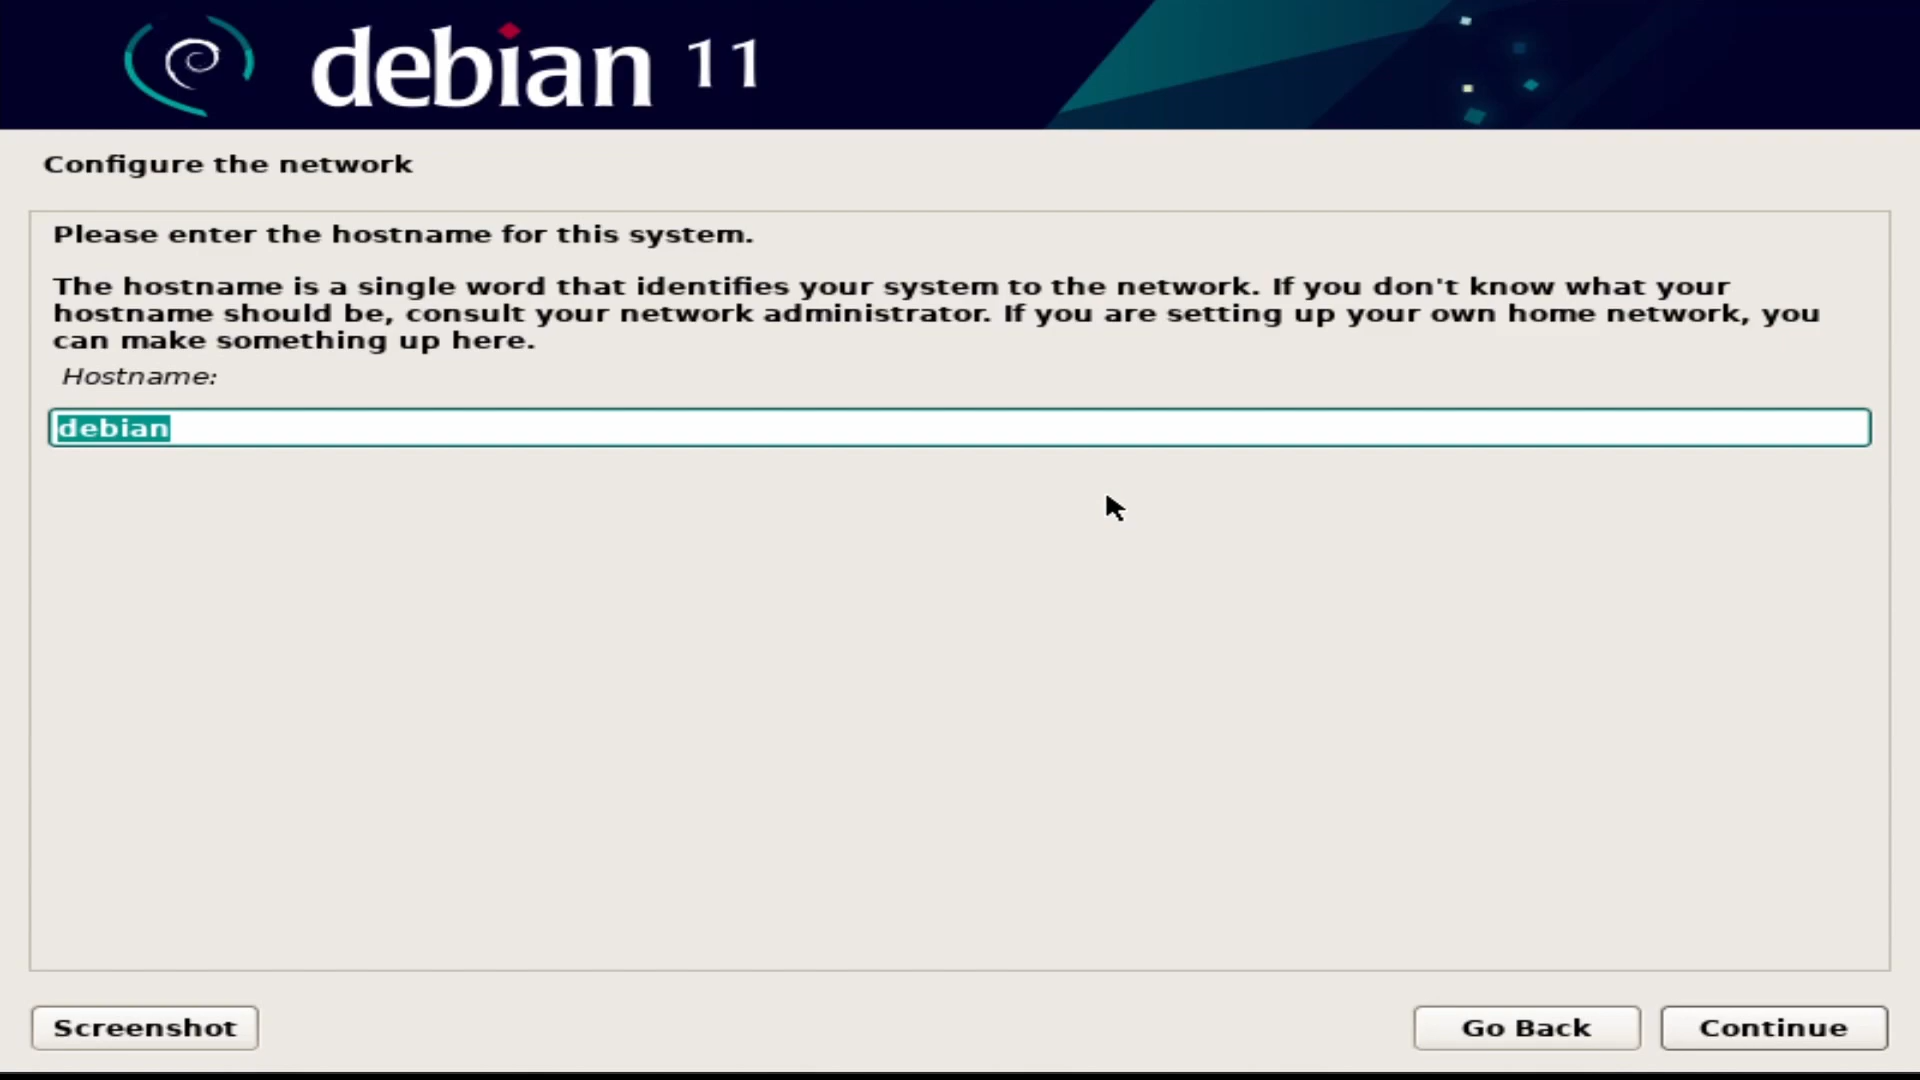 debian 11
Configure the network
Please enter the hostname for this system.
The hostname is a single word that identifies your system to the network. If you don't know what your
hostname should be, consult your network administrator. If you are setting up your own home network, you
can make something up here.
Hostname:
debian
Screenshot
Go Back
Continue